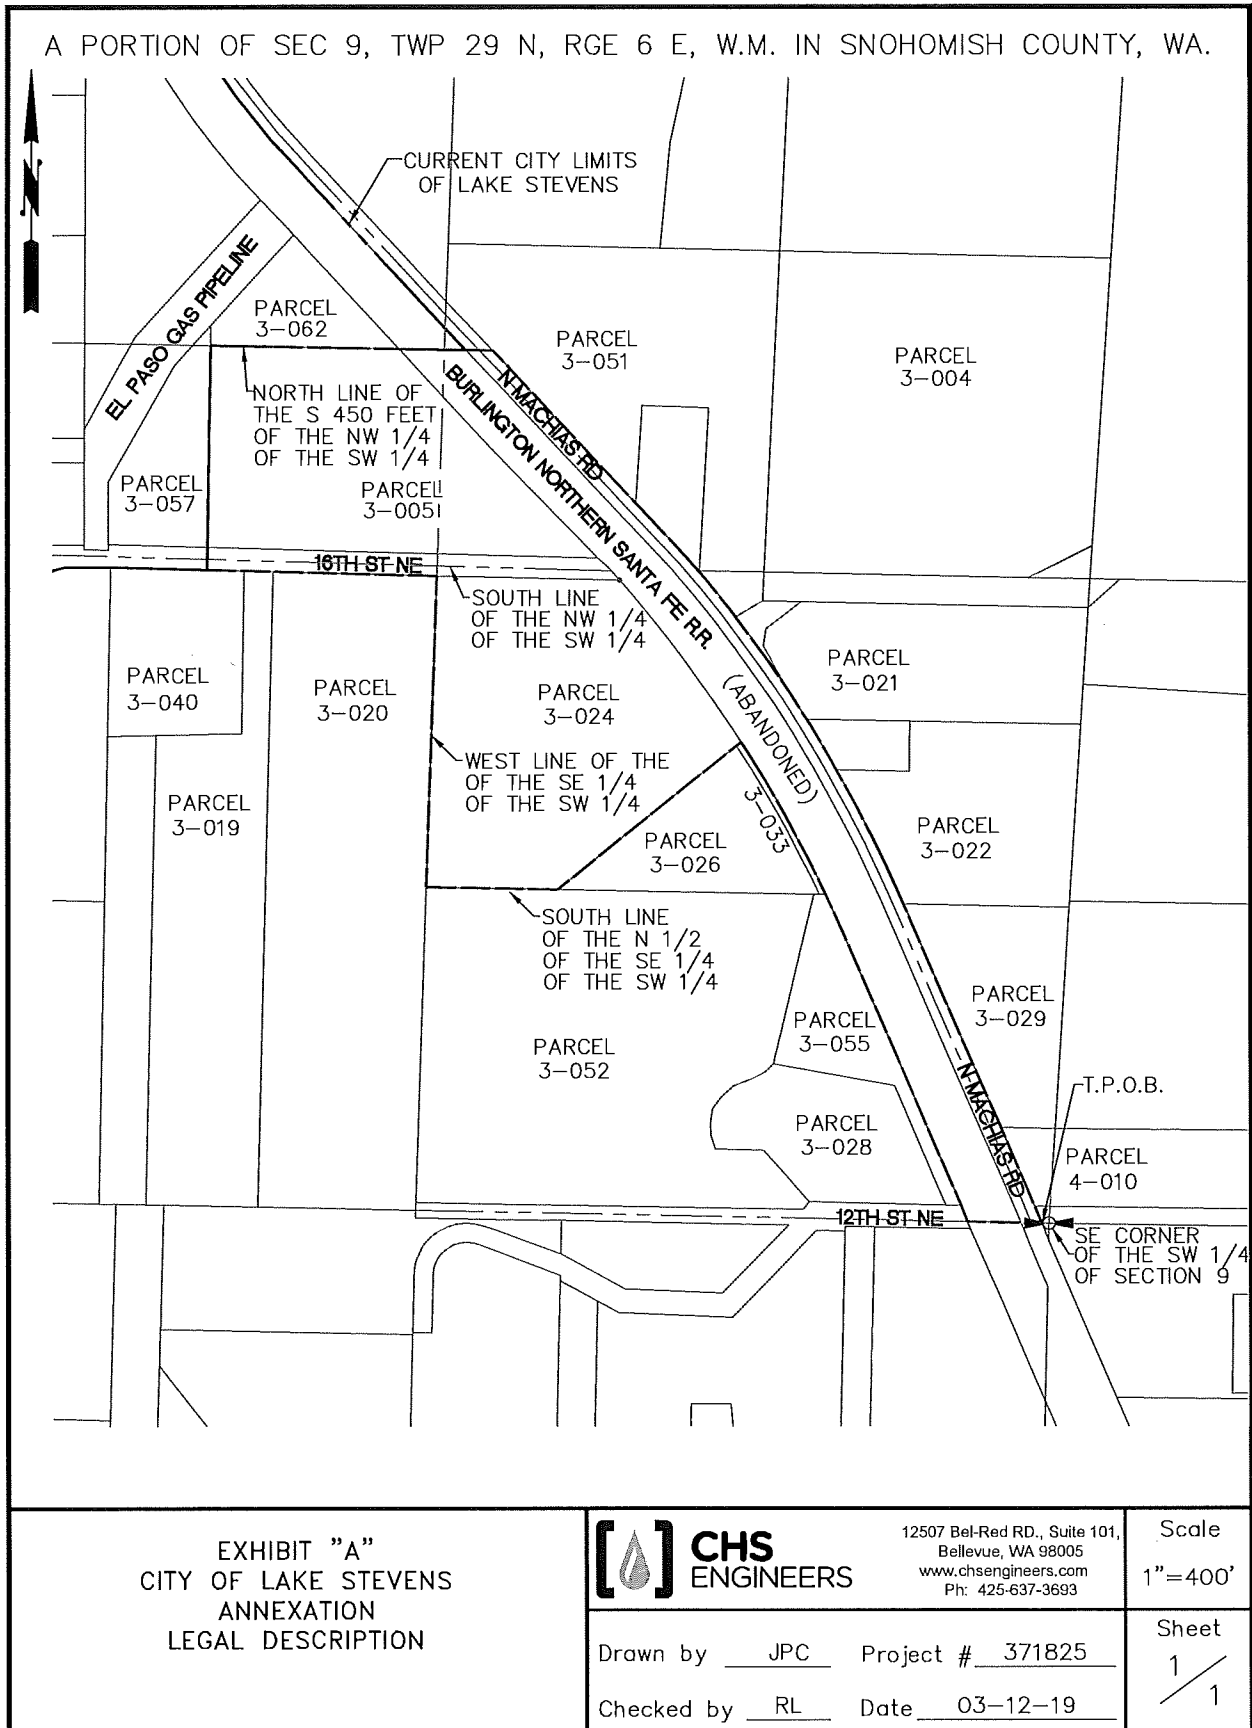 A PORTION OF SEC 9, TWP 29 N, RGE 6 E, W.M. IN SNOHOMISH COUNTY, WA.
N
CURRENT CITY LIMITS
OF LAKE STEVENS
EL PASO GAS PIPELINE
PARCEL
3-062
PARCEL
3-051
PARCEL
3-004
NORTH LINE OF
THE S 450 FEET
OF THE NW 1/4
OF THE SW 1/4
BURLINGTON NORTHERN SANTA FE R.R.
(ABANDONED)
N MACHIAS RD
PARCEL
3-057
PARCEL
3-005
16TH ST NE
SOUTH LINE
OF THE NW 1/4
OF THE SW 1/4
PARCEL
3-040
PARCEL
3-020
PARCEL
3-024
PARCEL
3-021
WEST LINE OF THE
OF THE SE 1/4
OF THE SW 1/4
PARCEL
3-019
3-033
PARCEL
3-026
PARCEL
3-022
SOUTH LINE
OF THE N 1/2
OF THE SE 1/4
OF THE SW 1/4
PARCEL
3-029
PARCEL
3-055
PARCEL
3-052
N MACHIAS RD
T.P.O.B.
PARCEL
3-028
PARCEL
4-010
12TH ST NE
SE CORNER
OF THE SW 1/4
OF SECTION 9
EXHIBIT "A"
CITY OF LAKE STEVENS
ANNEXATION
LEGAL DESCRIPTION
CHS
ENGINEERS
12507 Bel-Red RD., Suite 101,
Bellevue, WA 98005
www.chsengineers.com
Ph: 425-637-3693
Scale
1"=400'
Drawn by JPC Project # 371825
Checked by RL Date 03-12-19
Sheet
1/1